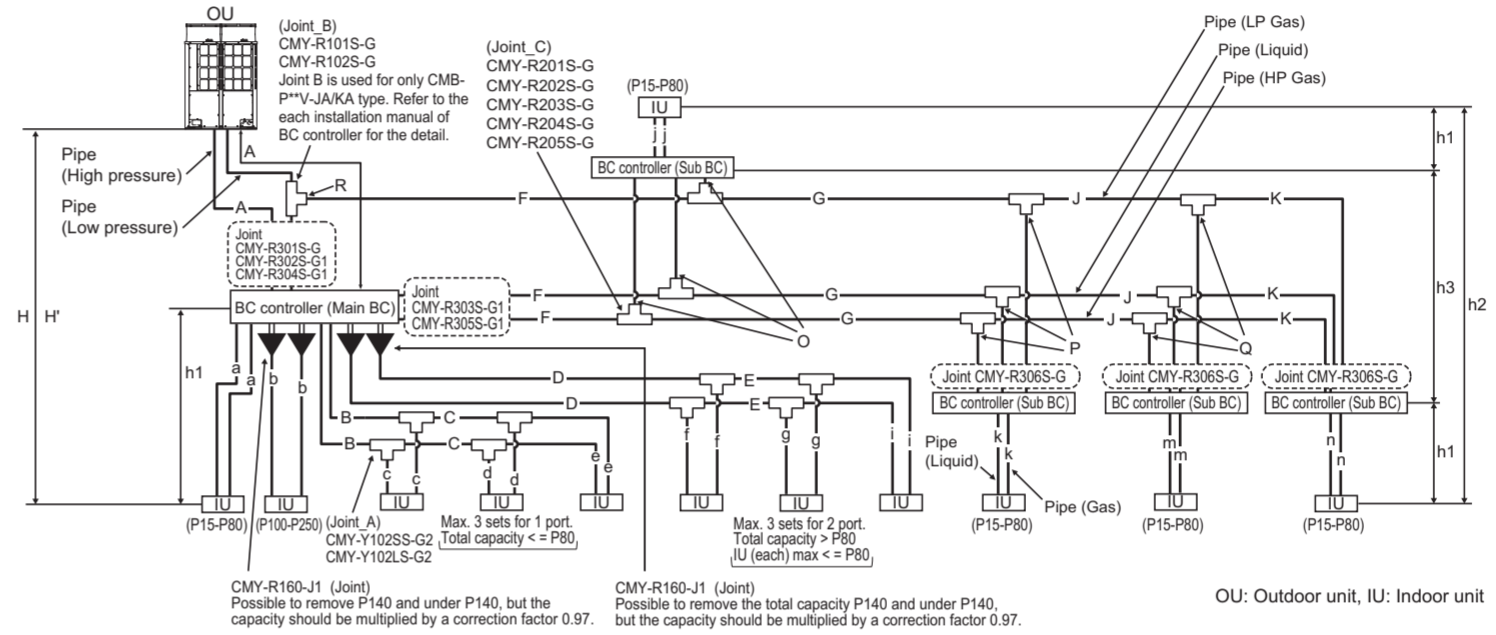 OU
(Joint_B)
CMY-R101S-G
CMY-R102S-G
Joint B is used for only CMB-
P**V-JA/KA type. Refer to the
each installation manual of
BC controller for the detail.
(Joint_C)
CMY-R201S-G
CMY-R202S-G
CMY-R203S-G
CMY-R204S-G
CMY-R205S-G
(P15-P80)
IU
j j
BC controller (Sub BC)
Pipe (LP Gas)
Pipe (Liquid)
Pipe (HP Gas)
h1
h2
h3
h1
H
H'
h1
Pipe
(High pressure)
Pipe
(Low pressure)
A
A
R
F
G
J
K
Joint
CMY-R301S-G
CMY-R302S-G1
CMY-R304S-G1
BC controller (Main BC)
Joint
CMY-R303S-G1
CMY-R305S-G1
F
G
J
K
F
G
J
K
O
P
Q
Joint CMY-R306S-G
Joint CMY-R306S-G
Joint CMY-R306S-G
BC controller (Sub BC)
BC controller (Sub BC)
BC controller (Sub BC)
a
a
b
b
D
E
D
E
B
C
B
C
c
c
d
d
e
e
f
f
g
g
i
i
Pipe
(Liquid)
k
k
m
m
n
n
Pipe (Gas)
IU
IU
IU
IU
IU
IU
IU
IU
IU
IU
IU
(P15-P80)
(P100-P250)
(Joint_A)
CMY-Y102SS-G2
CMY-Y102LS-G2
Max. 3 sets for 1 port.
Total capacity < = P80
Max. 3 sets for 2 port.
Total capacity > P80
IU (each) max < = P80
(P15-P80)
(P15-P80)
(P15-P80)
CMY-R160-J1 (Joint)
Possible to remove P140 and under P140, but the
capacity should be multiplied by a correction factor 0.97.
CMY-R160-J1 (Joint)
Possible to remove the total capacity P140 and under P140,
but the capacity should be multiplied by a correction factor 0.97.
OU: Outdoor unit, IU: Indoor unit